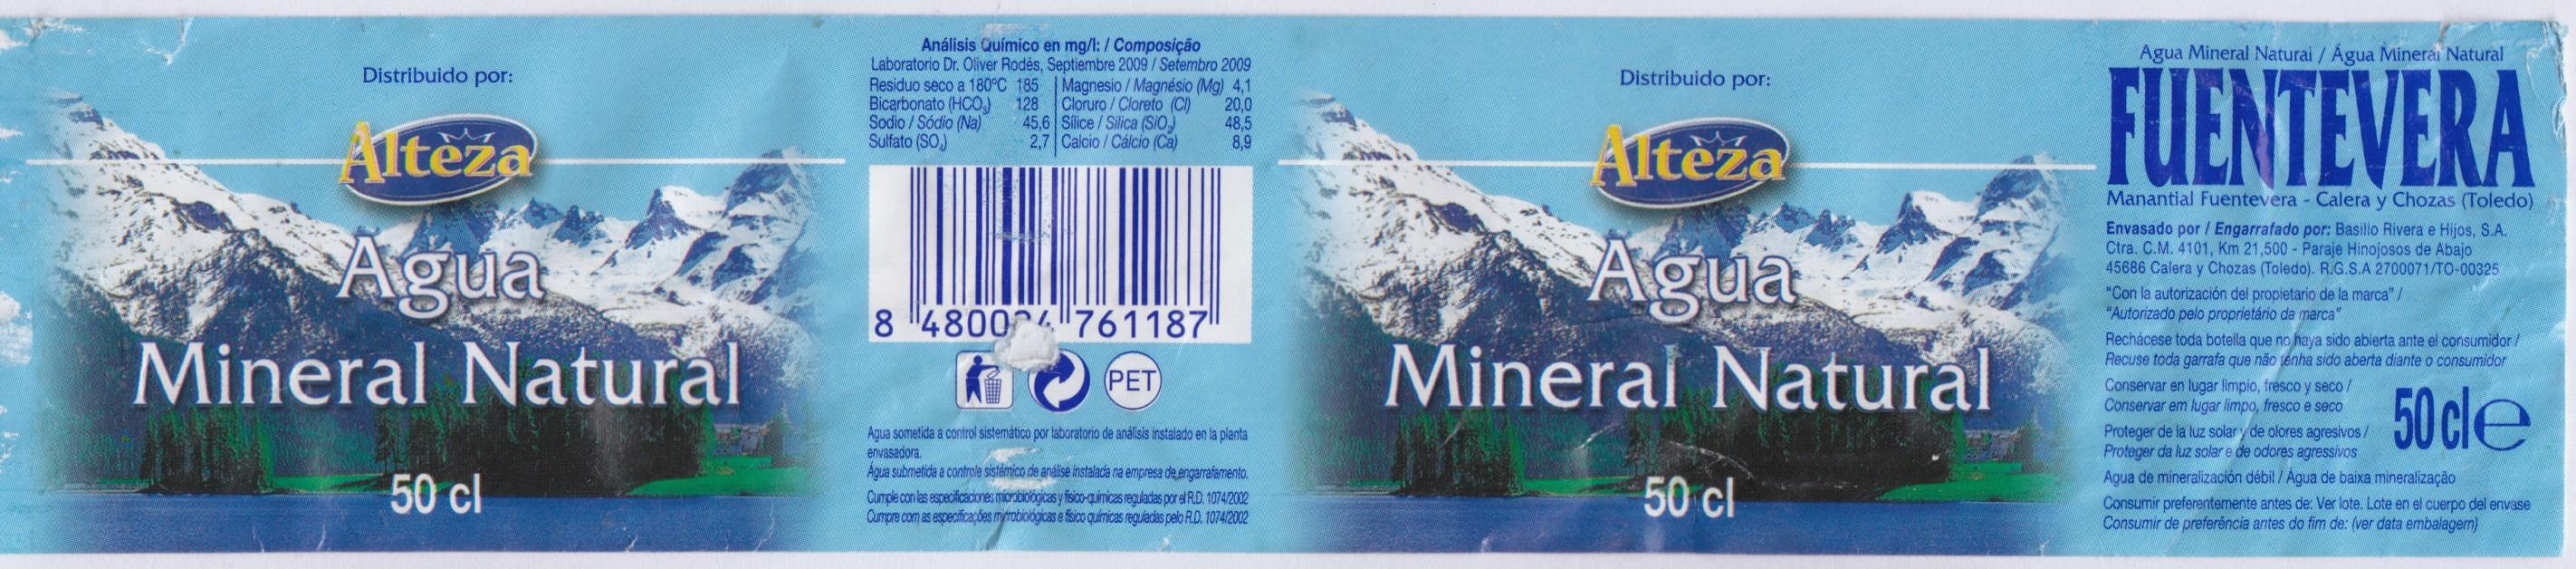 Distribuido por:
Alteza
Agua
Mineral Natural
50 cl
Análisis Químico en mg/l: / Composição
Laboratorio Dr. Oliver Rodés, Septiembre 2009 / Setembro 2009
Residuo seco a 180ºC 185 Magnesio / Magnésio (Mg) 4,1
Bicarbonato (HCO3) 128 Cloruro / Cloreto (Cl) 20,0
Sodio / Sódio (Na) 45,6 Sílice / Silica (SiO2) 48,5
Sulfato (SO4) 2,7 Calcio / Cálcio (Ca) 8,9
8 761187
PET
Agua sometida a control sistemático por laboratorio de análisis instalado en la planta
envasadora.
Água submetida a controle sistémico de análise instalada na empresa de engarrafamento.
Cumple con las especificaciones microbiológicas y físico-químicas reguladas por el R.D. 1074/2002
Cumpre com as especificações microbiológicas e físico químicas reguladas pelo R.D. 1074/2002
Distribuido por:
Alteza
Agua
Mineral Natural
50 cl
Agua Mineral Natural / Água Mineral Natural
FUENTEVERA
Manantial Fuentevera - Calera y Chozas (Toledo)
Envasado por / Engarrafado por: Basilio Rivera e Hijos, S.A.
Ctra. C.M. 4101, Km 21,500 - Paraje Hinojosos de Abajo
45686 Calera y Chozas (Toledo). R.G.S.A 2700071/TO-00325
"Con la autorización del propietario de la marca" /
"Autorizado pelo proprietário da marca"
Rechácese toda botella que no haya sido abierta ante el consumidor /
Recuse toda garrafa que não tenha sido aberta diante o consumidor
Conservar en lugar limpio, fresco y seco /
Conservar em lugar limpo, fresco e seco
Proteger de la luz solar y de olores agresivos /
Proteger da luz solar e de odores agressivos
50 cl e
Agua de mineralización débil / Água de baixa mineralização
Consumir preferentemente antes de: Ver lote. Lote en el cuerpo del envase
Consumir de preferência antes do fim de: (ver data embalagem)